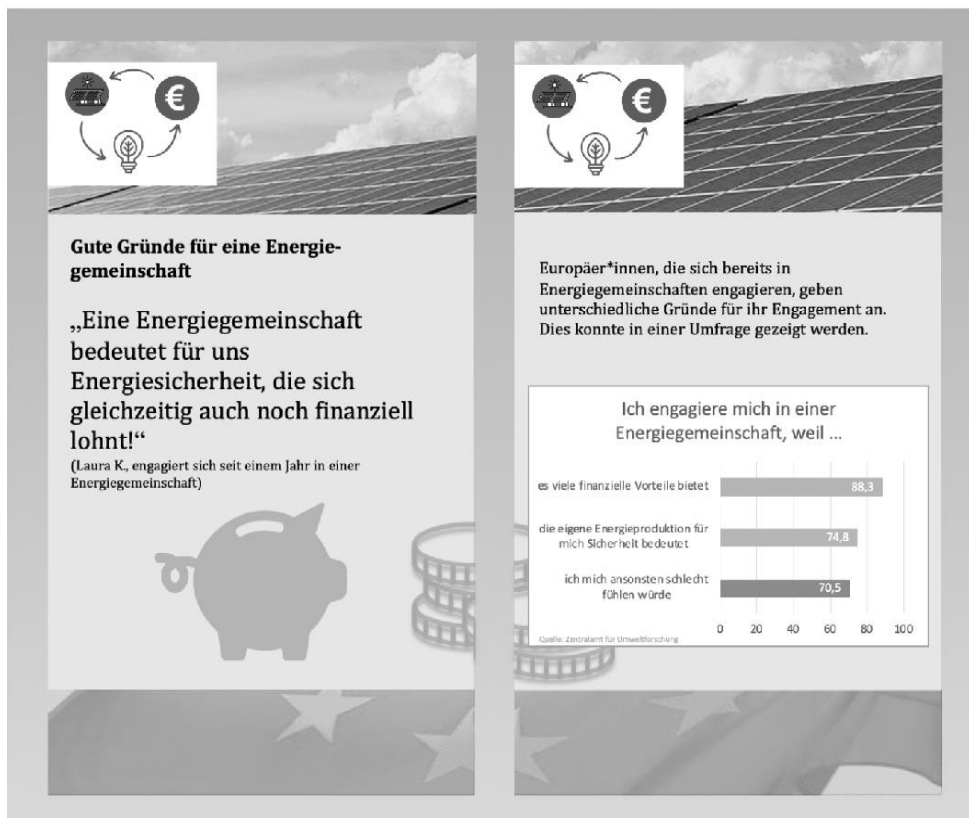 Gute Gründe für eine Energie-
gemeinschaft
„Eine Energiegemeinschaft
bedeutet für uns
Energiesicherheit, die sich
gleichzeitig auch noch finanziell
lohnt!“
(Laura K., engagiert sich seit einem Jahr in einer
Energiegemeinschaft)
€
€
Europäer*innen, die sich bereits in
Energiegemeinschaften engagieren, geben
unterschiedliche Gründe für ihr Engagement an.
Dies konnte in einer Umfrage gezeigt werden.
Ich engagiere mich in einer
Energiegemeinschaft, weil ...
es viele finanzielle Vorteile bietet
88,3
die eigene Energieproduktion für
mich Sicherheit bedeutet
74,8
ich mich ansonsten schlecht
fühlen würde
70,5
0 20 40 60 80 100
Quelle: Zentralamt für Umweltforschung